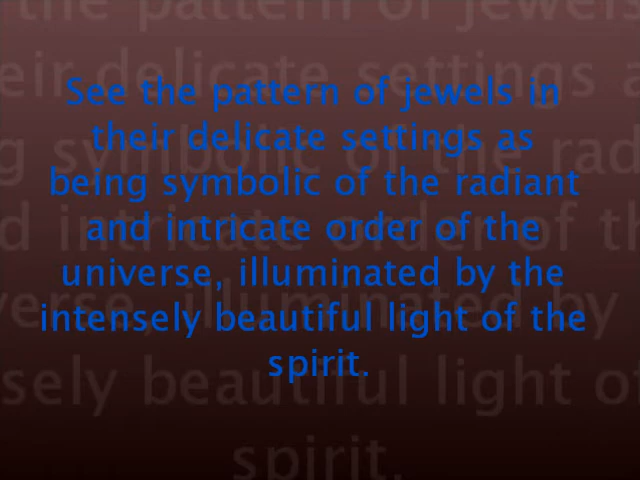 See the pattern of jewels in
their delicate settings as
being symbolic of the radiant
and intricate order of the
universe, illuminated by the
intensely beautiful light of the
spirit.